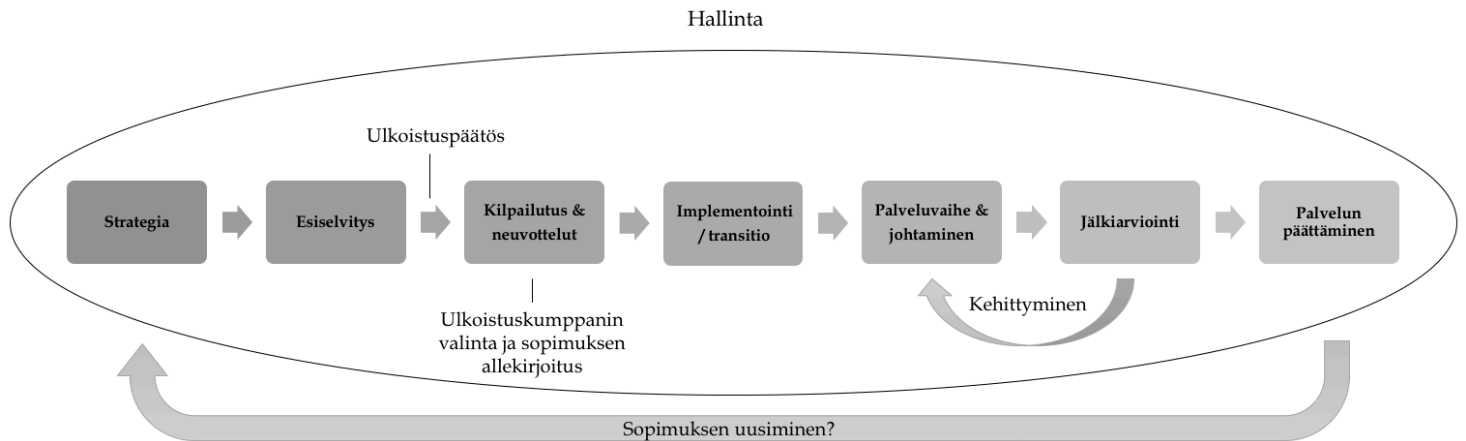 Hallinta
Ulkoistuspäätös
Strategia
Esiselvitys
Kilpailutus &
neuvottelut
Implementointi
/ transitio
Palveluvaihe &
johtaminen
Jälkiarviointi
Palvelun
päättäminen
Ulkoistuskumppanin
valinta ja sopimuksen
allekirjoitus
Kehittyminen
Sopimuksen uusiminen?